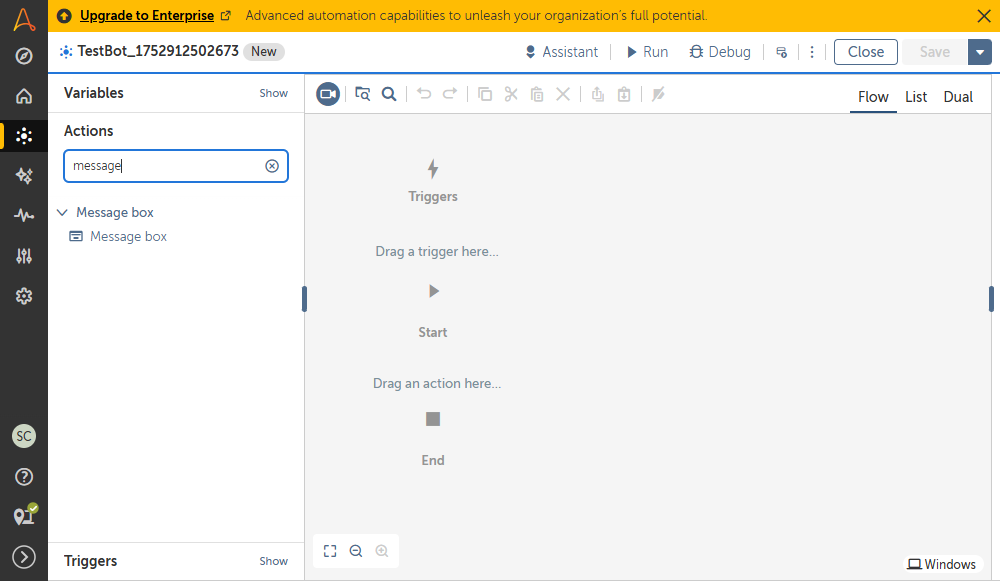 Upgrade to Enterprise Advanced automation capabilities to unleash your organization's full potential.
TestBot_1752912502673 New Assistant Run Debug Close Save
Variables Show
Flow List Dual
Actions
message
Message box
Message box
Triggers
Drag a trigger here...
Start
Drag an action here...
End
SC
Triggers Show
Windows